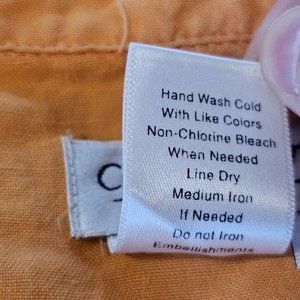 Hand Wash Cold
With Like Colors
Non-Chlorine Bleach
When Needed
Line Dry
Medium Iron
If Needed
Do not Iron
Embellishments